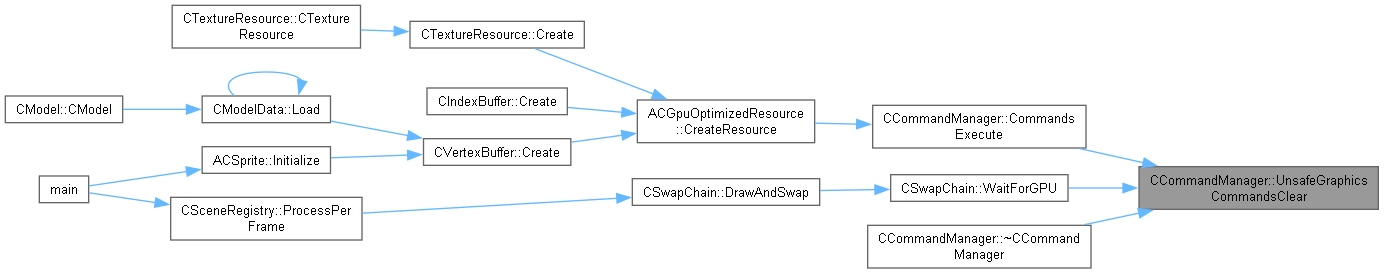 CTextureResource::CTexture
Resource
CTextureResource::Create
CModel::CModel
CModelData::Load
CIndexBuffer::Create
ACGpuOptimizedResource
::CreateResource
CCommandManager::Commands
Execute
CVertexBuffer::Create
ACSprite::Initialize
main
CSceneRegistry::ProcessPer
Frame
CSwapChain::DrawAndSwap
CSwapChain::WaitForGPU
CCommandManager::UnsafeGraphics
CommandsClear
CCommandManager::~CCommand
Manager